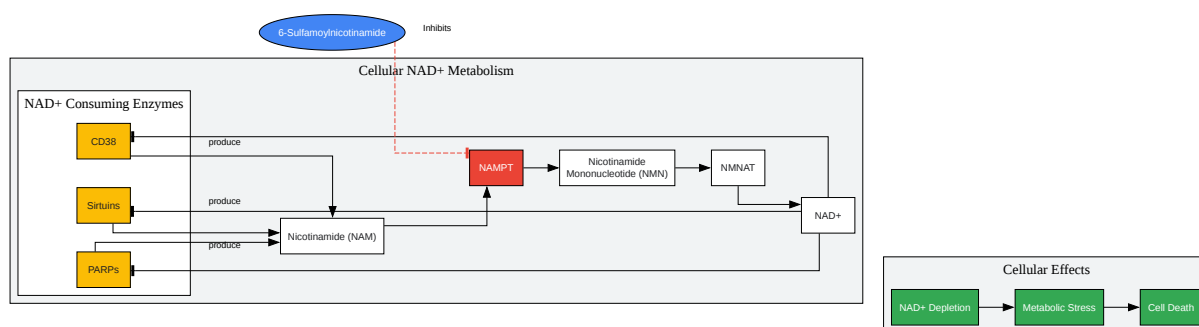 6-Sulfamoylnicotinamide
Inhibits
Cellular NAD+ Metabolism
NAD+ Consuming Enzymes
CD38
produce
NAMPT
Nicotinamide
Mononucleotide (NMN)
NMNAT
Sirtuins
produce
NAD+
Nicotinamide (NAM)
produce
PARPs
Cellular Effects
NAD+ Depletion
Metabolic Stress
Cell Death